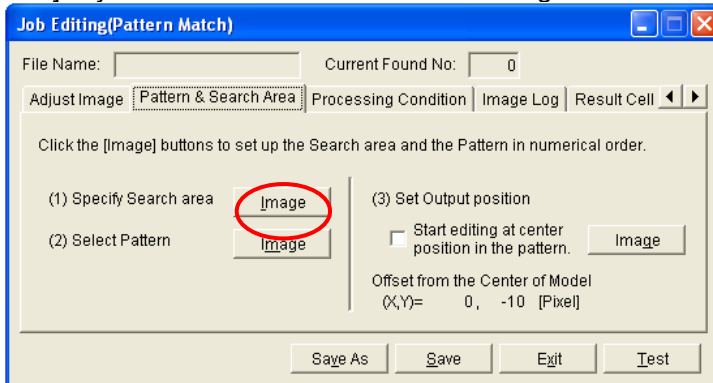 Job Editing(Pattern Match)
File Name: Current Found No: 0
Adjust Image Pattern & Search Area Processing Condition Image Log Result Cell
Click the [Image] buttons to set up the Search area and the Pattern in numerical order.
(1) Specify Search area Image
(2) Select Pattern Image
(3) Set Output position
Start editing at center
position in the pattern. Image
Offset from the Center of Model
(X,Y)= 0, -10 [Pixel]
Save As Save Exit Test